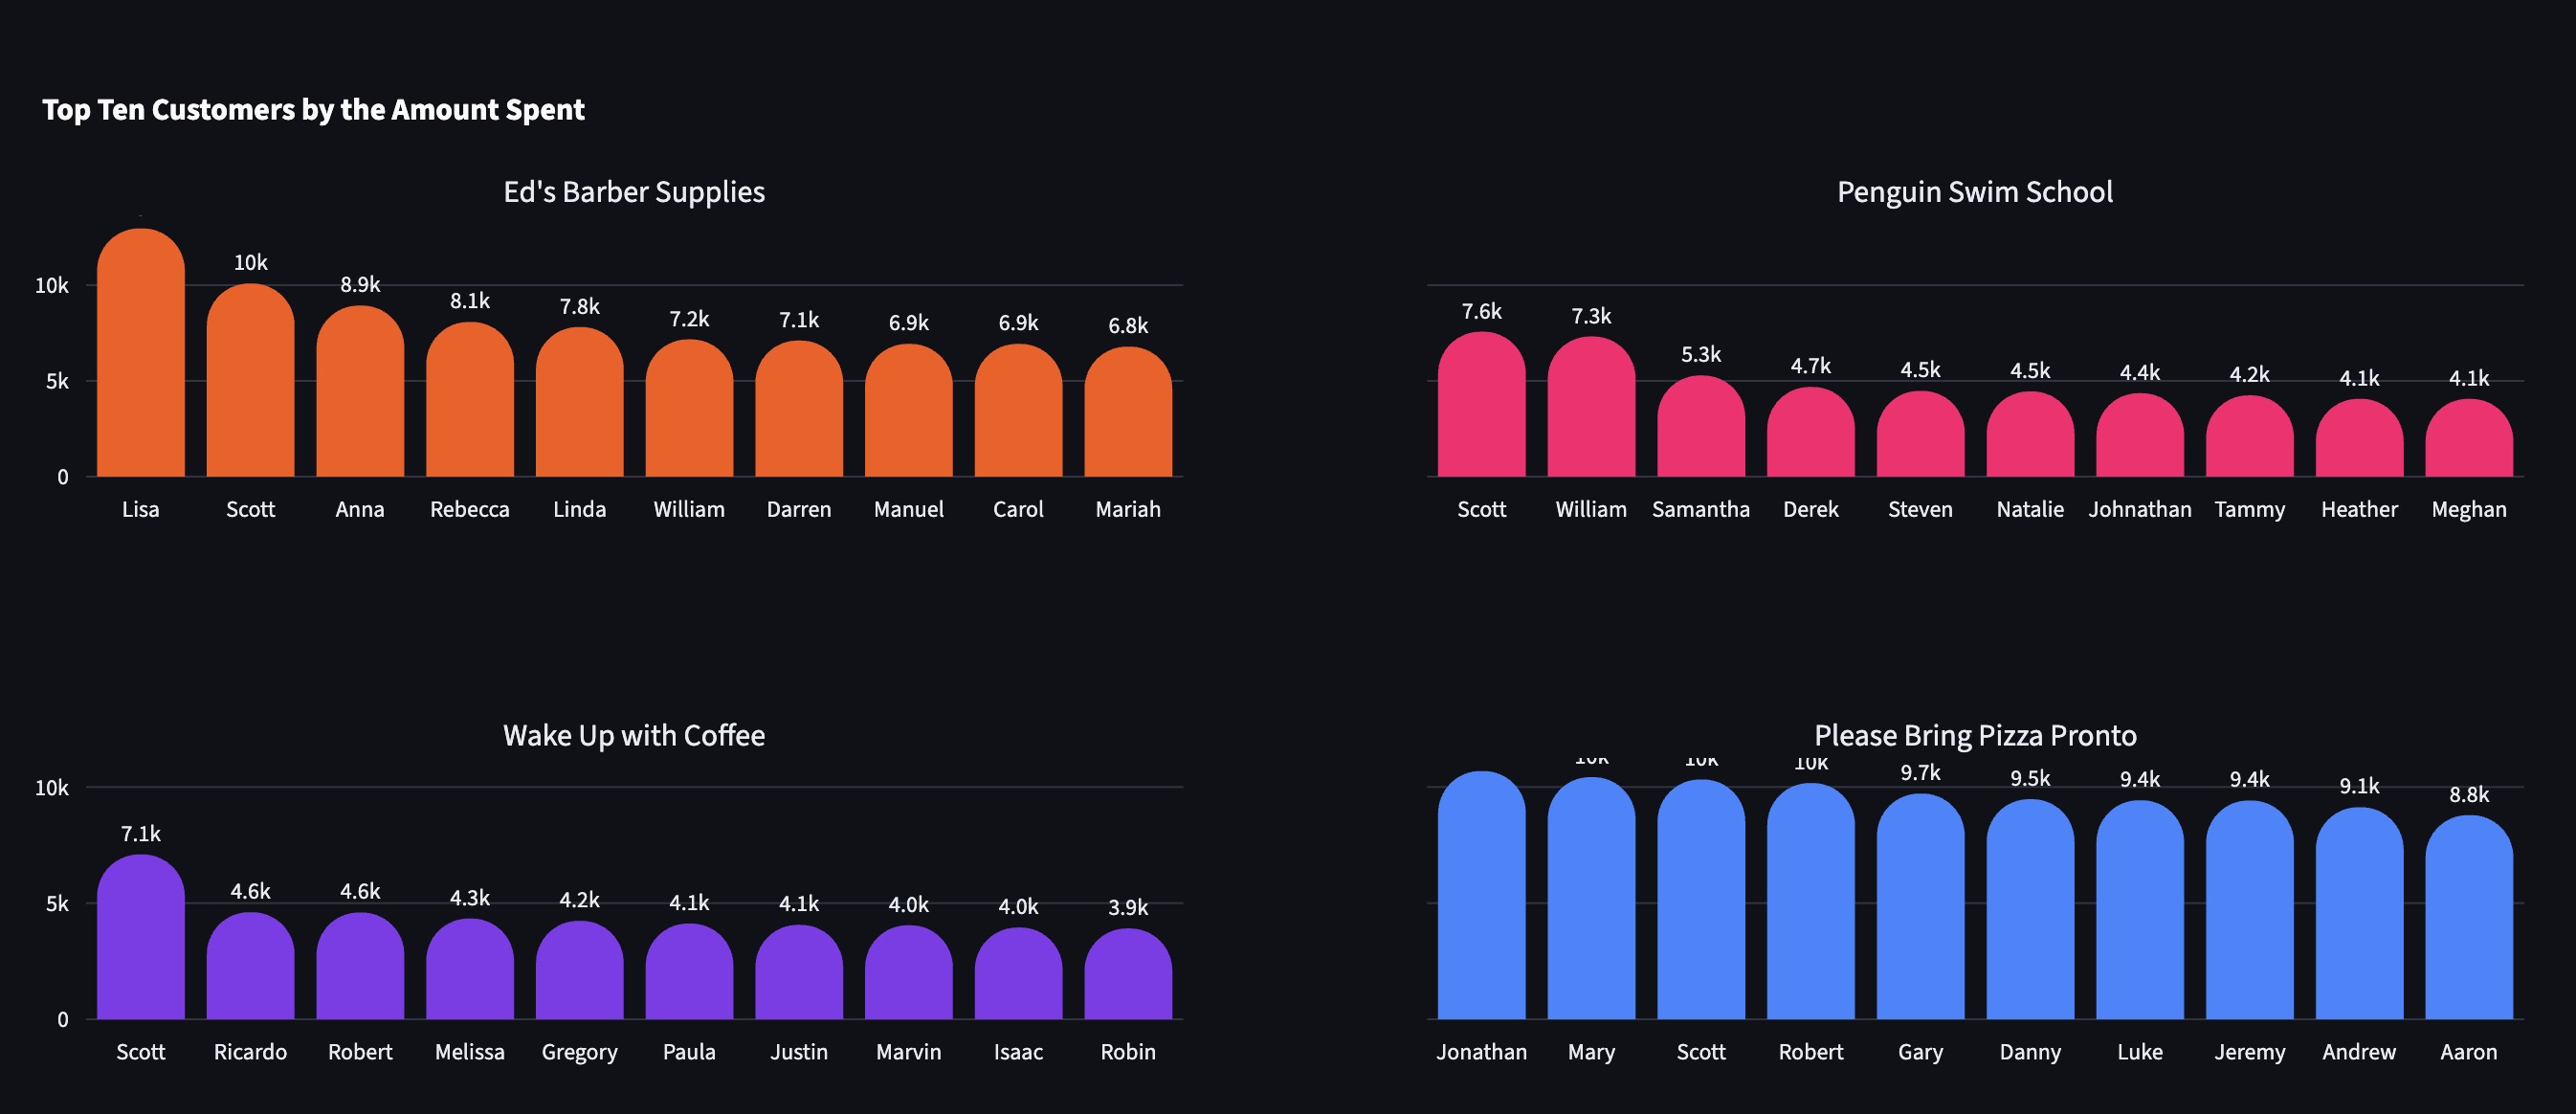 Top Ten Customers by the Amount Spent
Ed's Barber Supplies
10k
8.9k
8.1k
7.8k
7.2k
7.1k
6.9k
6.9k
6.8k
10k
5k
0
Lisa Scott Anna Rebecca Linda William Darren Manuel Carol Mariah
Penguin Swim School
7.6k
7.3k
5.3k
4.7k
4.5k
4.5k
4.4k
4.2k
4.1k
4.1k
Scott William Samantha Derek Steven Natalie Johnathan Tammy Heather Meghan
Wake Up with Coffee
10k
7.1k
4.6k
4.6k
4.3k
4.2k
4.1k
4.1k
4.0k
4.0k
3.9k
5k
0
Scott Ricardo Robert Melissa Gregory Paula Justin Marvin Isaac Robin
Please Bring Pizza Pronto
10k
10k
10k
9.7k
9.5k
9.4k
9.4k
9.1k
8.8k
Jonathan Mary Scott Robert Gary Danny Luke Jeremy Andrew Aaron